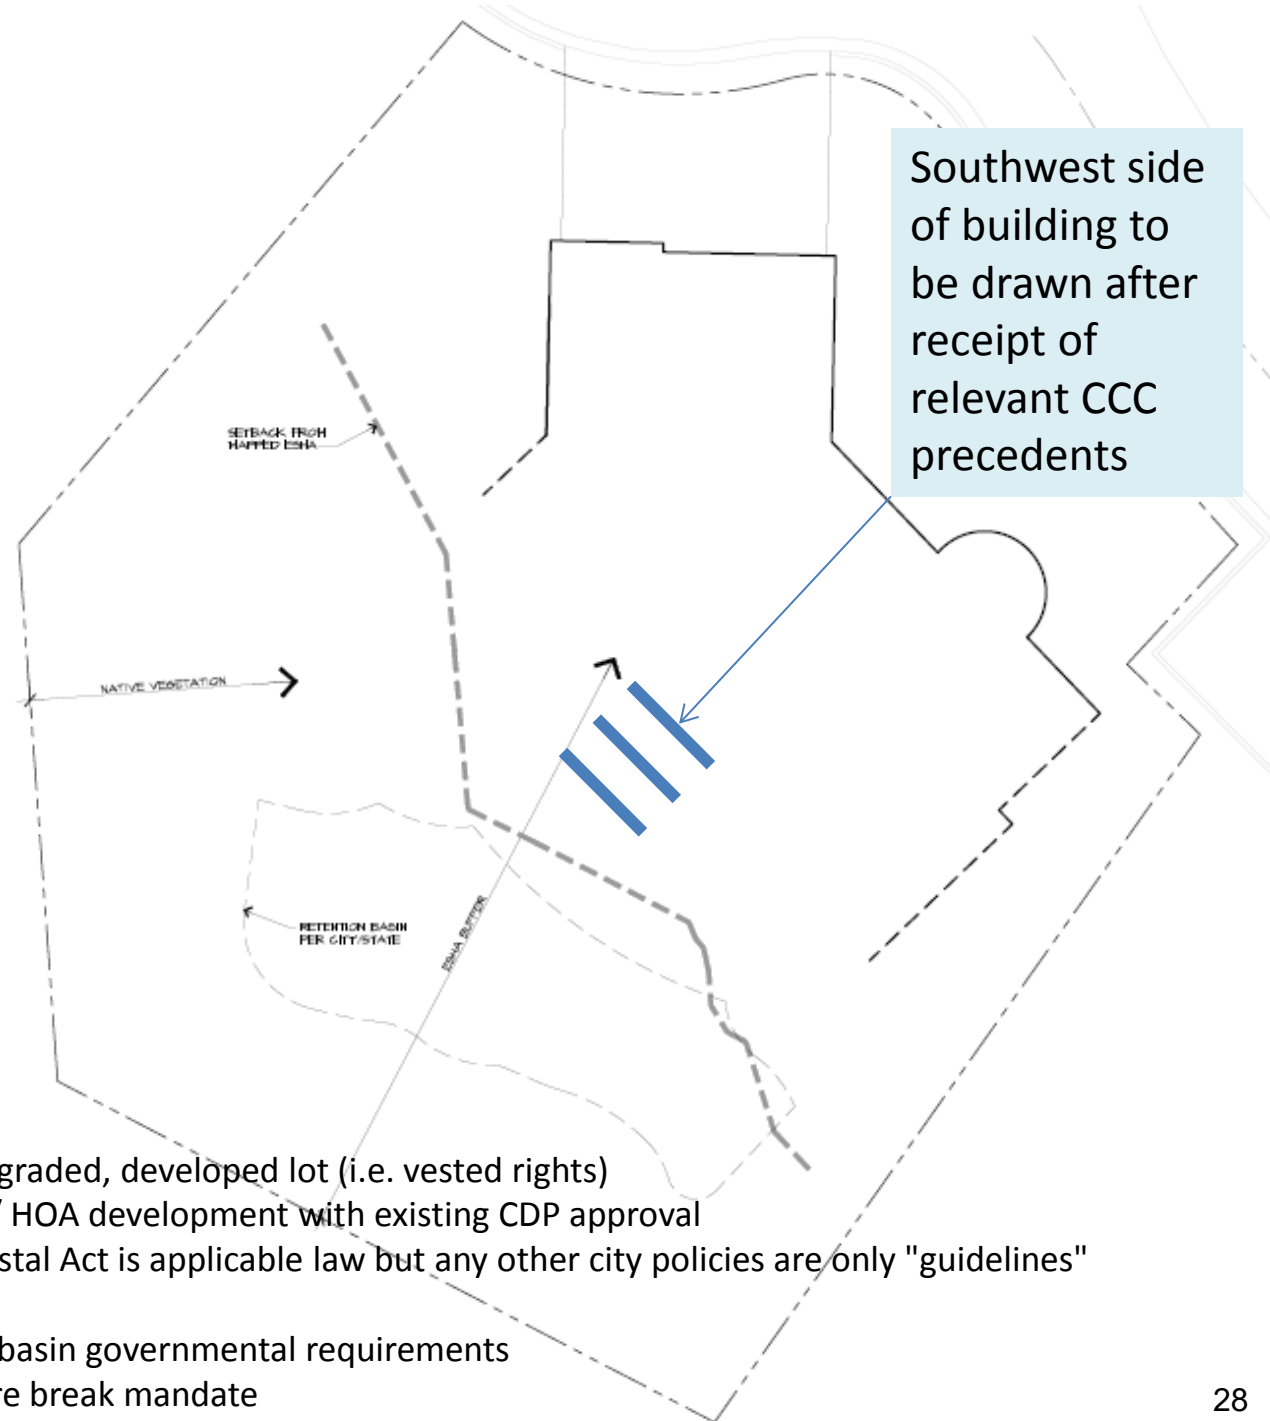 Southwest side
of building to
be drawn after
receipt of
relevant CCC
precedents
SETBACK FROM
MAPPED ESHA
NATIVE VEGETATION
RETENTION BASIN
PER CITY/STATE
ESHA BUFFER
graded, developed lot (i.e. vested rights)
/ HOA development with existing CDP approval
stal Act is applicable law but any other city policies are only "guidelines"
basin governmental requirements
re break mandate
28